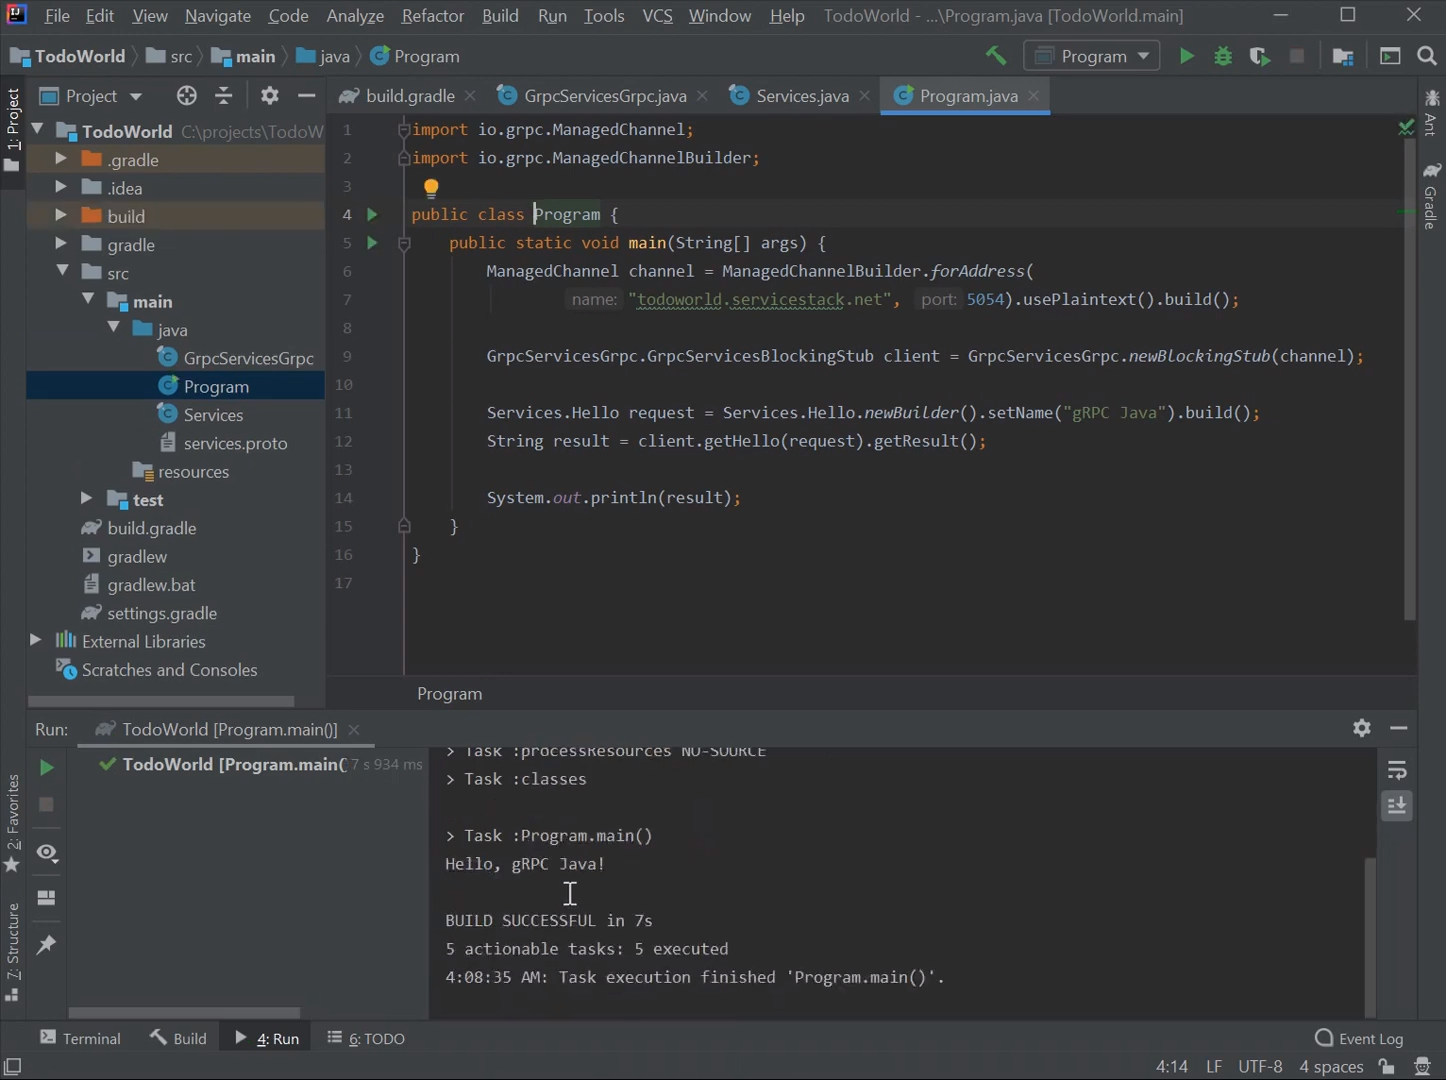 File Edit View Navigate Code Analyze Refactor Build Run Tools VCS Window Help TodoWorld - ...\Program.java [TodoWorld.main]
TodoWorld src main java Program Program
Project build.gradle GrpcServicesGrpc.java Services.java Program.java
1: Project
Ant
Gradle
TodoWorld C:\projects\TodoW
.gradle
.idea
build
gradle
src
main
java
GrpcServicesGrpc
Program
Services
services.proto
resources
test
build.gradle
gradlew
gradlew.bat
settings.gradle
External Libraries
Scratches and Consoles
1 import io.grpc.ManagedChannel;
2 import io.grpc.ManagedChannelBuilder;
3
4 public class Program {
5 public static void main(String[] args) {
6 ManagedChannel channel = ManagedChannelBuilder.forAddress(
7 name: "todoworld.servicestack.net", port: 5054).usePlaintext().build();
8
9 GrpcServicesGrpc.GrpcServicesBlockingStub client = GrpcServicesGrpc.newBlockingStub(channel);
10
11 Services.Hello request = Services.Hello.newBuilder().setName("gRPC Java").build();
12 String result = client.getHello(request).getResult();
13
14 System.out.println(result);
15 }
16 }
17
Program
Run: TodoWorld [Program.main()]
TodoWorld [Program.main( 7 s 934 ms
> Task :processResources NO-SOURCE
> Task :classes
> Task :Program.main()
Hello, gRPC Java!
BUILD SUCCESSFUL in 7s
5 actionable tasks: 5 executed
4:08:35 AM: Task execution finished 'Program.main()'.
2: Favorites
7: Structure
Terminal Build 4: Run 6: TODO Event Log
4:14 LF UTF-8 4 spaces